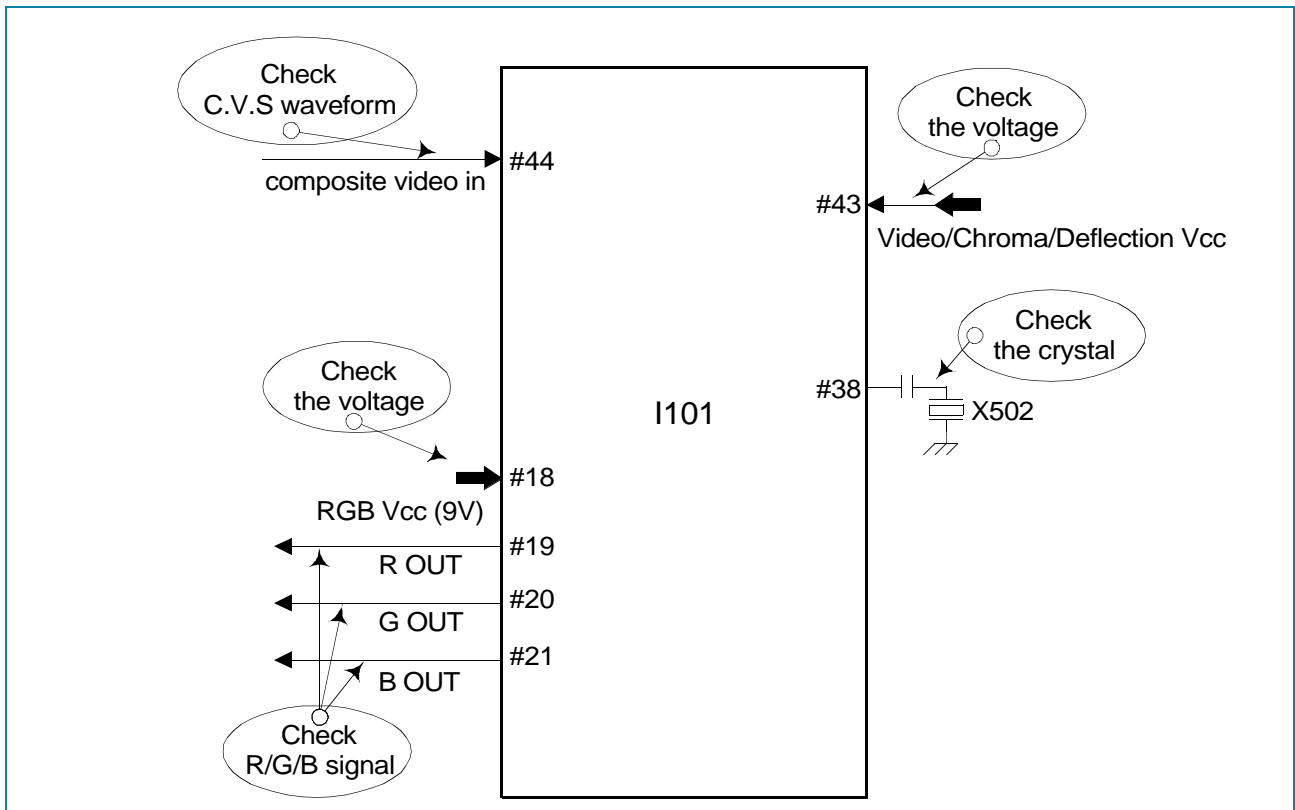 Check
C.V.S waveform
composite video in
#44
Check
the voltage
#43
Video/Chroma/Deflection Vcc
Check
the crystal
#38
X502
I101
Check
the voltage
#18
RGB Vcc (9V)
#19
R OUT
#20
G OUT
#21
B OUT
Check
R/G/B signal